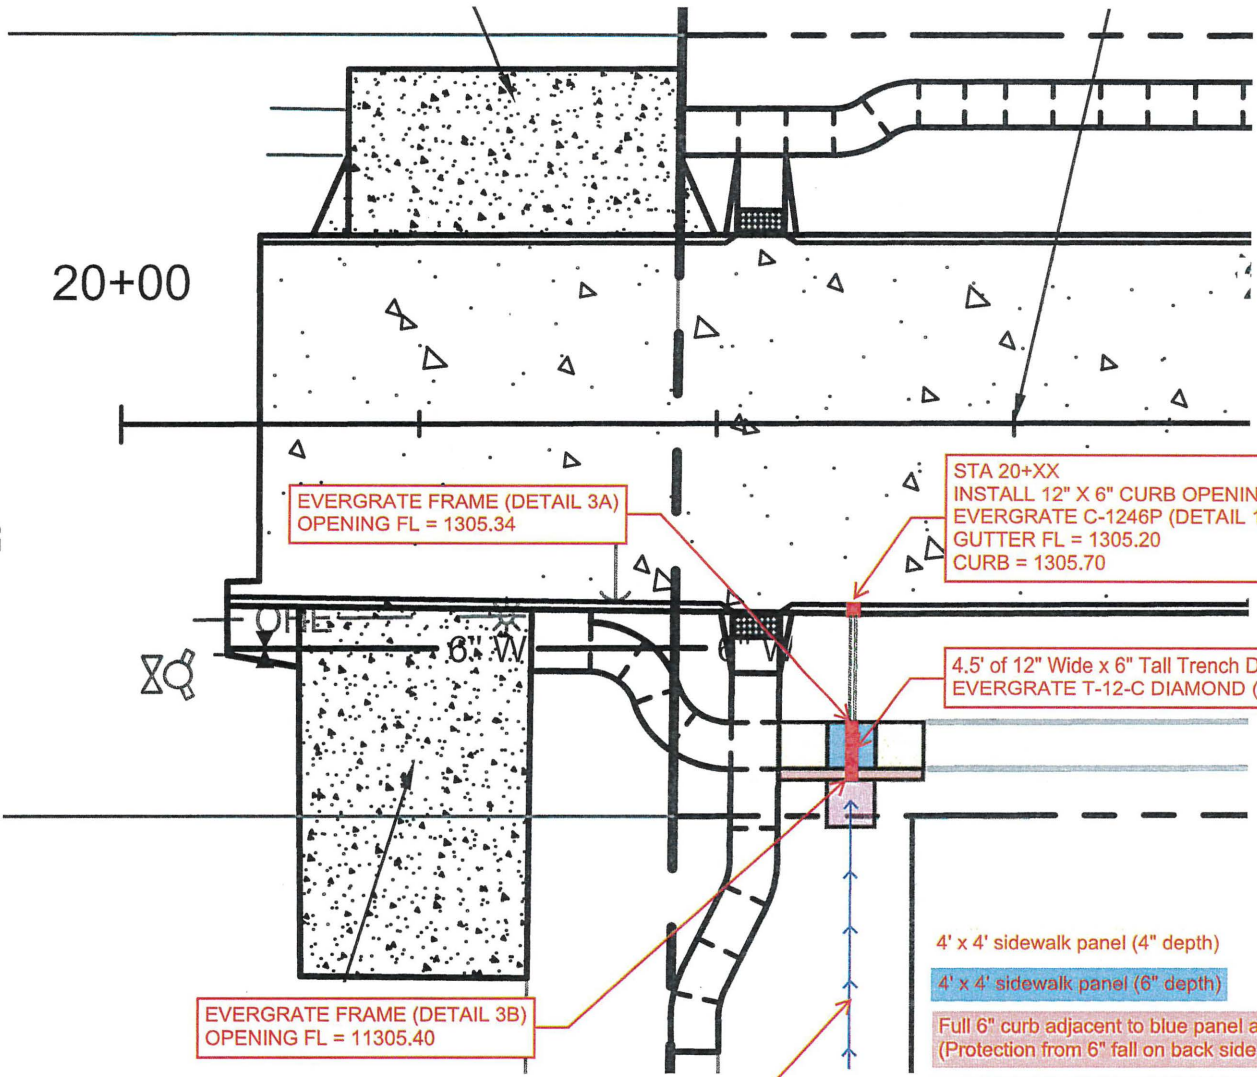 20+00
EVERGRATE FRAME (DETAIL 3A)
OPENING FL = 1305.34
STA 20+XX
INSTALL 12" X 6" CURB OPENIN
EVERGRATE C-1246P (DETAIL 1
GUTTER FL = 1305.20
CURB = 1305.70
OHE
6" W
6" W
4.5' of 12" Wide x 6" Tall Trench D
EVERGRATE T-12-C DIAMOND (
4' x 4' sidewalk panel (4" depth)
4' x 4' sidewalk panel (6" depth)
EVERGRATE FRAME (DETAIL 3B)
OPENING FL = 11305.40
Full 6" curb adjacent to blue panel a
(Protection from 6" fall on back side